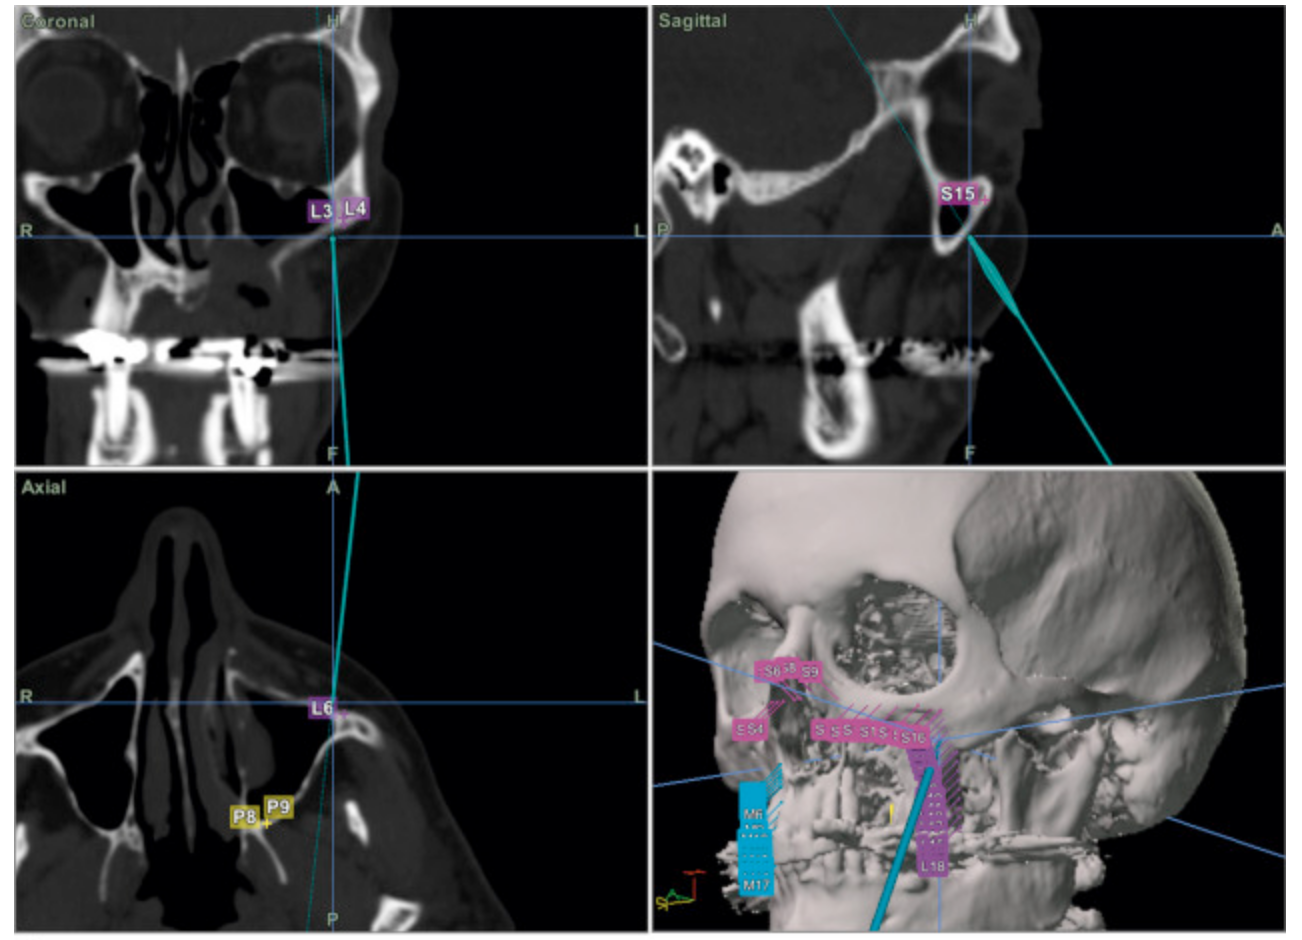 Coronal
H
L3 L4
R
L
F
Sagittal
H
S15
P
A
F
Axial
A
R
L6
L
P8 P9
P
S6 S9
S4
S16
M6
M17
L18